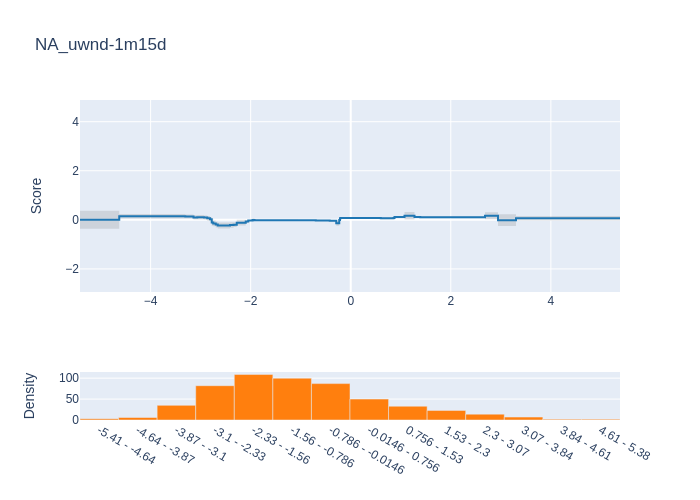 NA_uwnd-1m15d
Score
4
2
0
−2
−4
−2
0
2
4
Density
100
50
0
-5.41 - -4.64
-4.64 - -3.87
-3.87 - -3.1
-3.1 - -2.33
-2.33 - -1.56
-1.56 - -0.786
-0.786 - -0.0146
-0.0146 - 0.756
0.756 - 1.53
1.53 - 2.3
2.3 - 3.07
3.07 - 3.84
3.84 - 4.61
4.61 - 5.38